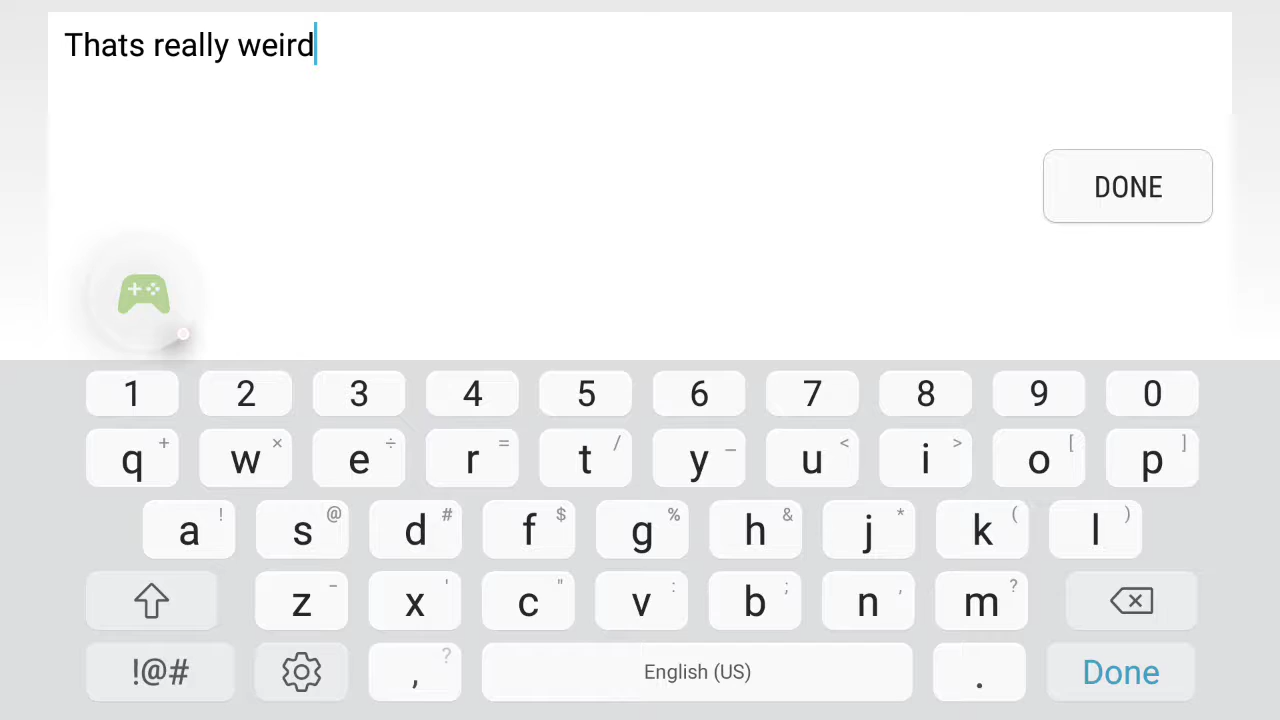 Thats really weird
DONE
1 2 3 4 5 6 7 8 9 0
q + w × e ÷ r = t / y _ u < i > o [ p ]
a ! s @ d # f $ g % h & j * k ( l )
z - x ' c " v : b ; n , m ?
!@# , ? English (US) . Done